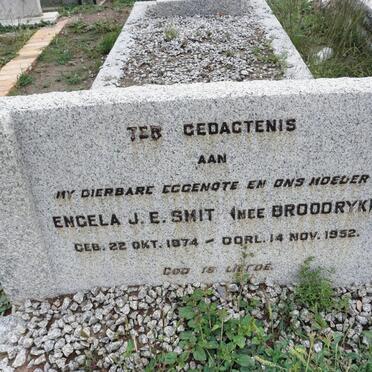 TER GEDACTENIS
AAN
MY DIERBARE EGGENOTE EN ONS MOEDER
ENGELA J. E. SMIT (NEE BROODRYK)
GEB. 22 OKT. 1874 - OORL. 14 NOV. 1952.
GOD IS LIEFDE.